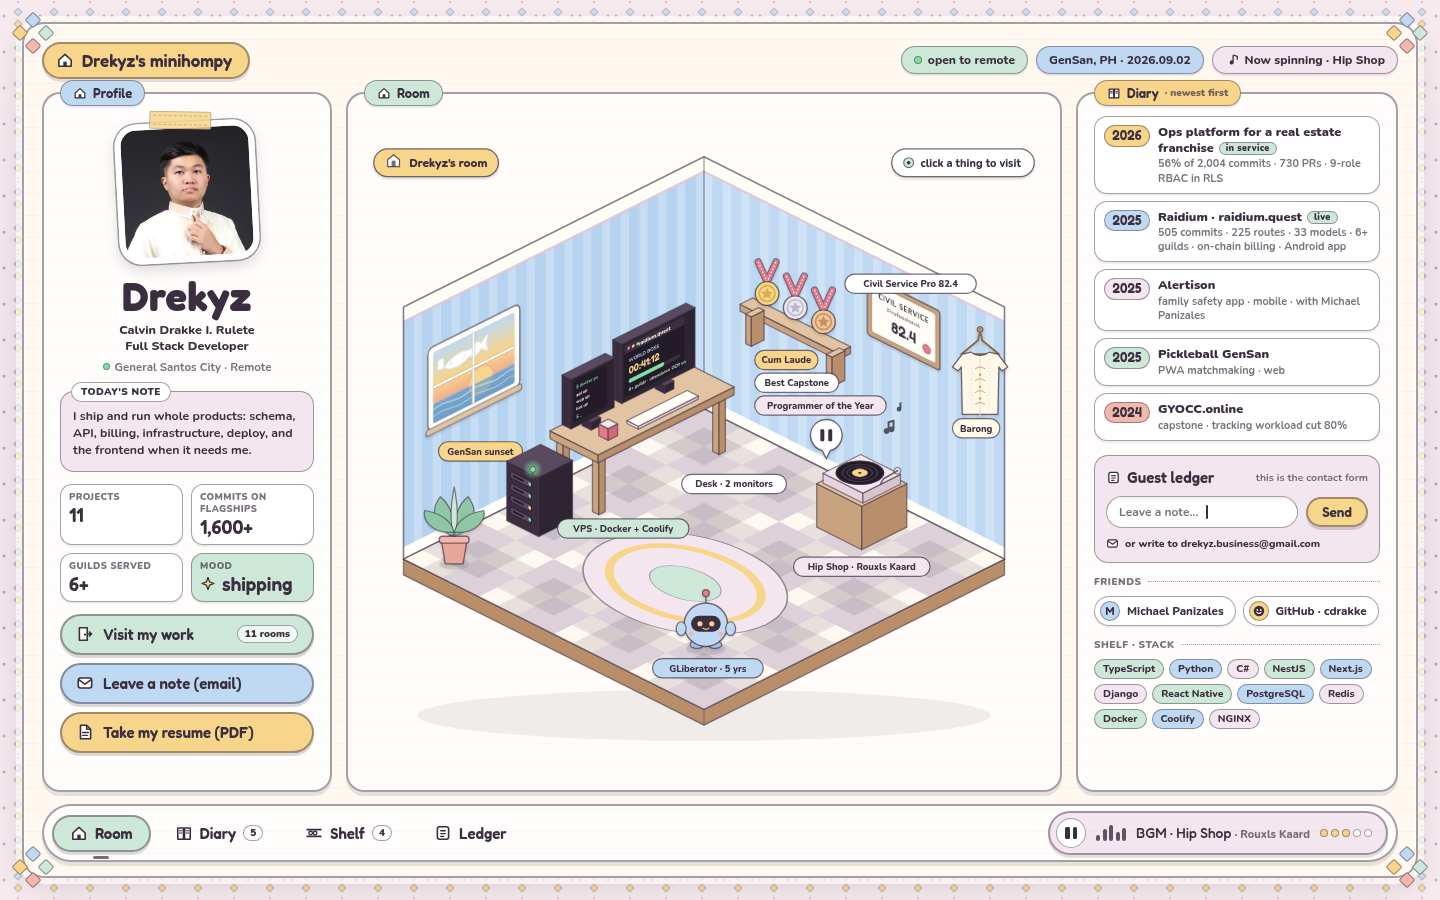 Drekyz's minihompy
open to remote
GenSan, PH · 2026.09.02
Now spinning · Hip Shop
Profile
Drekyz
Calvin Drakke I. Rulete
Full Stack Developer
General Santos City · Remote
TODAY'S NOTE
I ship and run whole products: schema,
API, billing, infrastructure, deploy, and
the frontend when it needs me.
PROJECTS
11
COMMITS ON
FLAGSHIPS
1,600+
GUILDS SERVED
6+
MOOD
shipping
Visit my work
11 rooms
Leave a note (email)
Take my resume (PDF)
Room
Drekyz's room
click a thing to visit
Civil Service Pro 82.4
CIVIL SERVICE
Professional
82.4
raidium.quest
WORLD BOSS
00:41:12
Cum Laude
Best Capstone
Programmer of the Year
Barong
GenSan sunset
Desk · 2 monitors
VPS · Docker + Coolify
Hip Shop · Rouxls Kaard
GLiberator · 5 yrs
Diary · newest first
2026
Ops platform for a real estate
franchise in service
56% of 2,004 commits · 730 PRs · 9-role
RBAC in RLS
2025
Raidium · raidium.quest live
505 commits · 225 routes · 33 models · 6+
guilds · on-chain billing · Android app
2025
Alertison
family safety app · mobile · with Michael
Panizales
2025
Pickleball GenSan
PWA matchmaking · web
2024
GYOCC.online
capstone · tracking workload cut 80%
Guest ledger
this is the contact form
Leave a note...
Send
or write to drekyz.business@gmail.com
FRIENDS
M Michael Panizales
GitHub · cdrakke
SHELF · STACK
TypeScript
Python
C#
NestJS
Next.js
Django
React Native
PostgreSQL
Redis
Docker
Coolify
NGINX
Room
Diary 5
Shelf 4
Ledger
BGM · Hip Shop · Rouxls Kaard